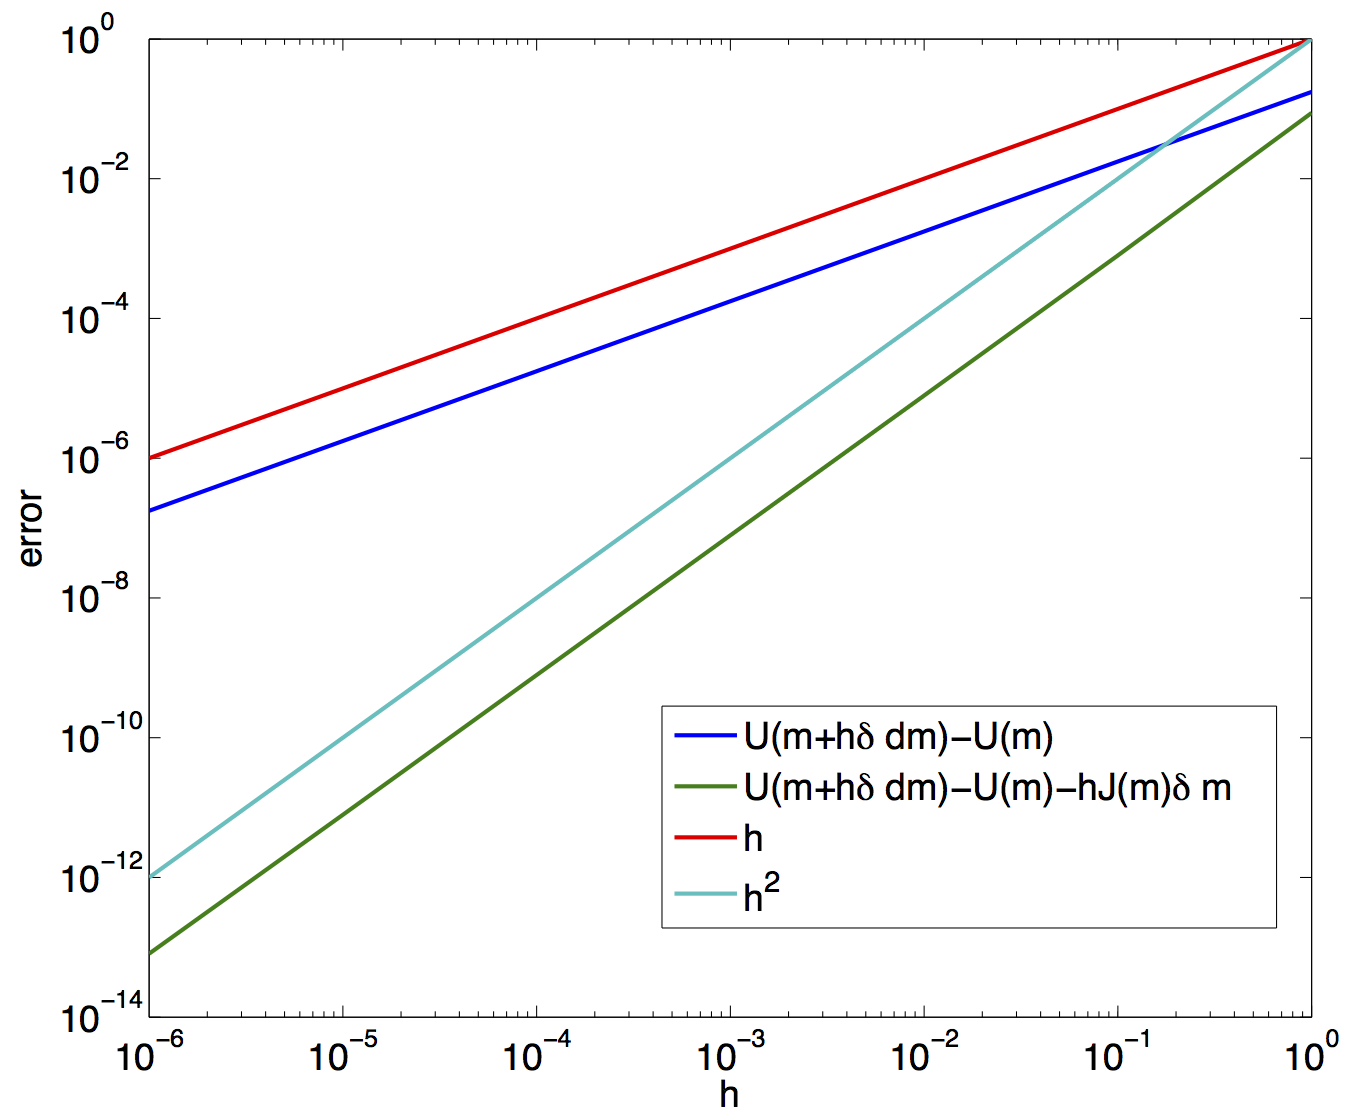 10^0
10^−2
10^−4
10^−6
10^−8
10^−10
10^−12
10^−14
error
U(m+hδ dm)−U(m)
U(m+hδ dm)−U(m)−hJ(m)δ m
h
h^2
10^−6 10^−5 10^−4 10^−3 10^−2 10^−1 10^0
h